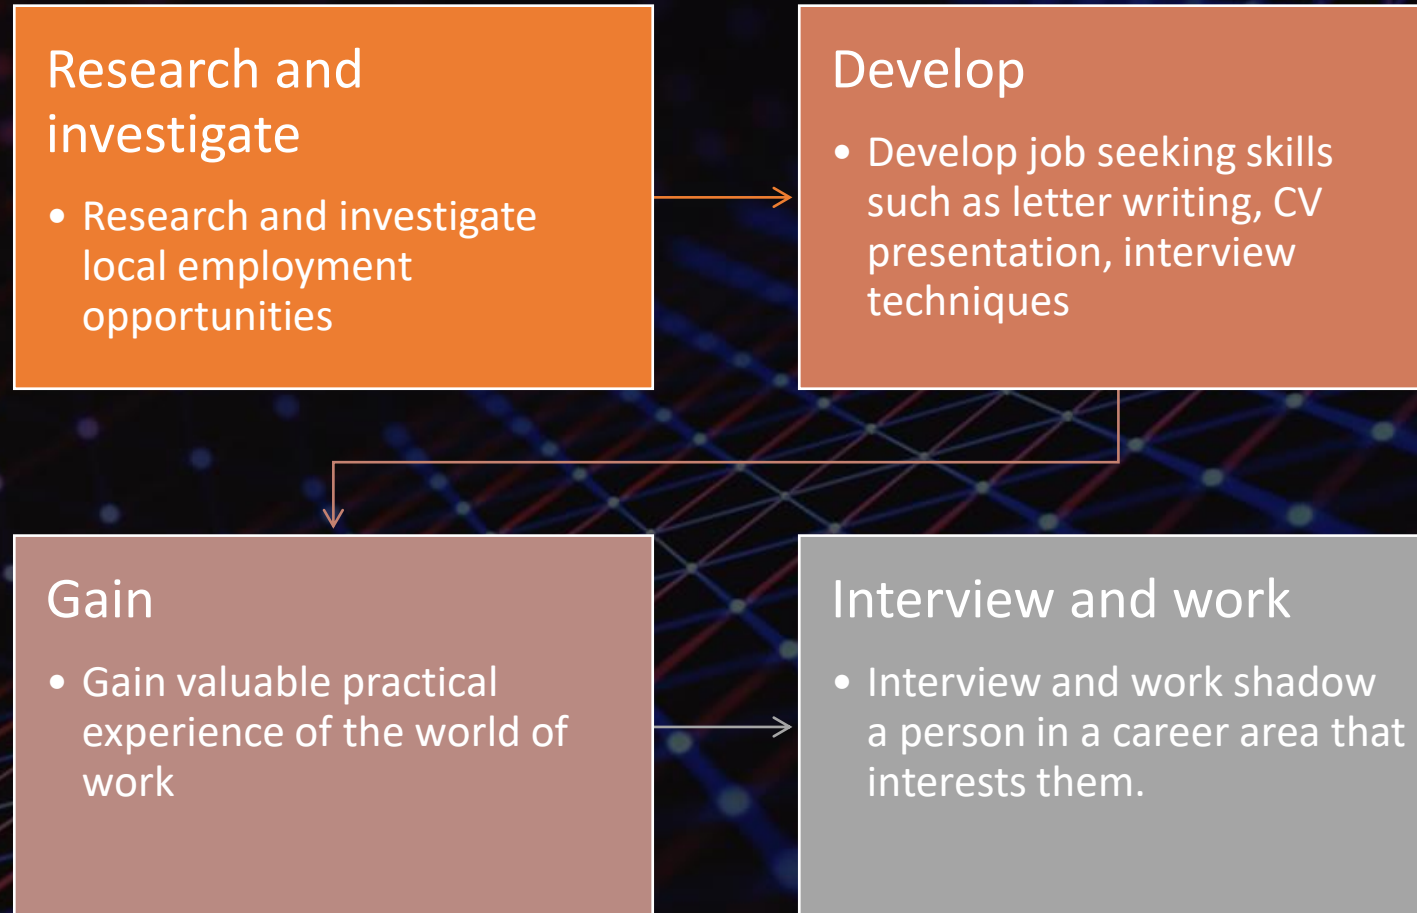 Research and
investigate
• Research and investigate
local employment
opportunities
Develop
• Develop job seeking skills
such as letter writing, CV
presentation, interview
techniques
Gain
• Gain valuable practical
experience of the world of
work
Interview and work
• Interview and work shadow
a person in a career area that
interests them.